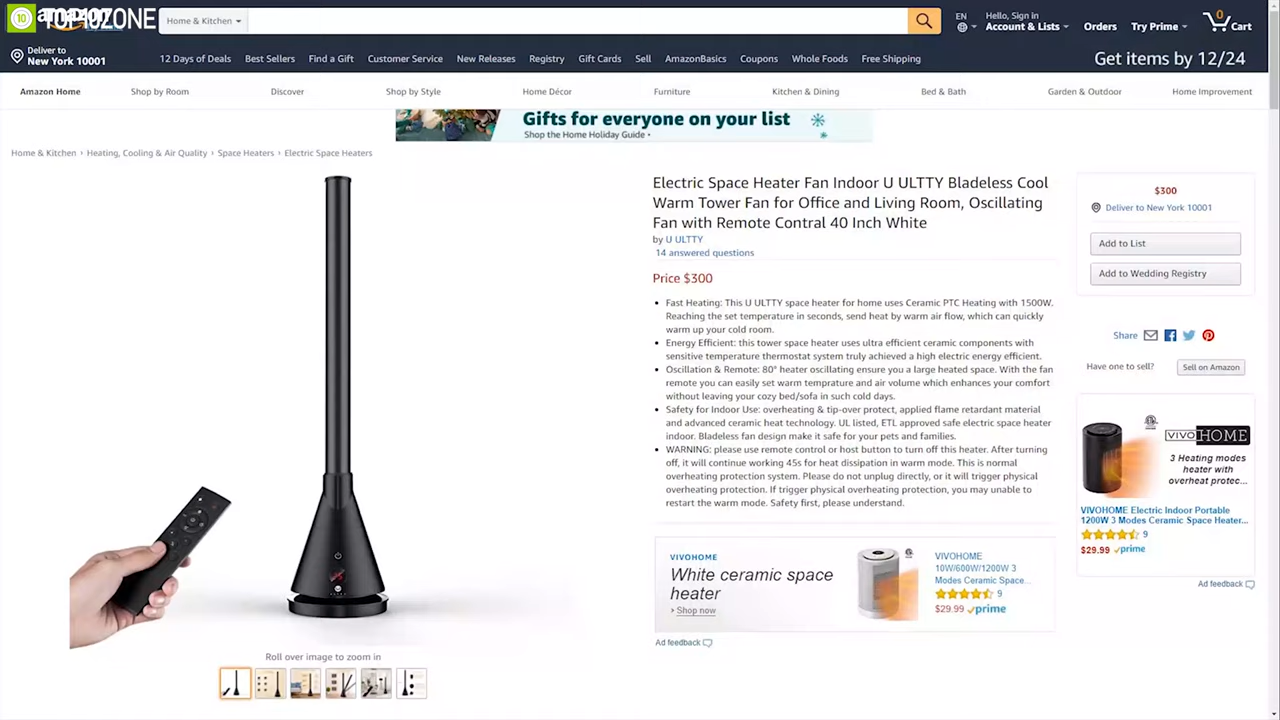 10 TOP10ZONE
amazon
Home & Kitchen
EN
Hello, Sign in
Account & Lists
Orders
Try Prime
0
Cart
Deliver to
New York 10001
12 Days of Deals
Best Sellers
Find a Gift
Customer Service
New Releases
Registry
Gift Cards
Sell
AmazonBasics
Coupons
Whole Foods
Free Shipping
Get items by 12/24
Amazon Home
Shop by Room
Discover
Shop by Style
Home Décor
Furniture
Kitchen & Dining
Bed & Bath
Garden & Outdoor
Home Improvement
Gifts for everyone on your list
Shop the Home Holiday Guide
Home & Kitchen › Heating, Cooling & Air Quality › Space Heaters › Electric Space Heaters
Electric Space Heater Fan Indoor U ULTTY Bladeless Cool
Warm Tower Fan for Office and Living Room, Oscillating
Fan with Remote Contral 40 Inch White
by U ULTTY
14 answered questions
Price $300
• Fast Heating: This U ULTTY space heater for home uses Ceramic PTC Heating with 1500W.
Reaching the set temperature in seconds, send heat by warm air flow, which can quickly
warm up your cold room.
• Energy Efficient: this tower space heater uses ultra efficient ceramic components with
sensitive temperature thermostat system truly achieved a high electric energy efficient.
• Oscillation & Remote: 80° heater oscillating ensure you a large heated space. With the fan
remote you can easily set warm temprature and air volume which enhances your comfort
without leaving your cozy bed/sofa in such cold days.
• Safety for Indoor Use: overheating & tip-over protect, applied flame retardant material
and advanced ceramic heat technology. UL listed, ETL approved safe electric space heater
indoor. Bladeless fan design make it safe for your pets and families.
• WARNING: please use remote control or host button to turn off this heater. After turning
off, it will continue working 45s for heat dissipation in warm mode. This is normal
overheating protection system. Please do not unplug directly, or it will trigger physical
overheating protection. If trigger physical overheating protection, you may unable to
restart the warm mode. Safety first, please understand.
VIVOHOME
White ceramic space
heater
› Shop now
VIVOHOME
10W/600W/1200W 3
Modes Ceramic Space...
9
$29.99 prime
Ad feedback
Roll over image to zoom in
$300
Deliver to New York 10001
Add to List
Add to Wedding Registry
Share
Have one to sell?
Sell on Amazon
VIVOHOME
3 Heating modes
heater with
overheat protec...
VIVOHOME Electric Indoor Portable
1200W 3 Modes Ceramic Space Heater...
9
$29.99 prime
Ad feedback